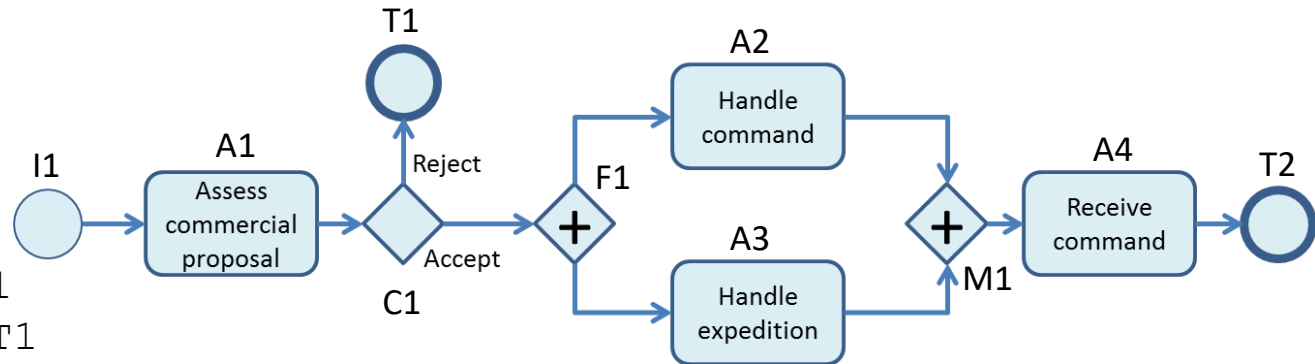 I1
A1
Assess
commercial
proposal
T1
Reject
Accept
C1
F1
A2
Handle
command
A3
Handle
expedition
M1
A4
Receive
command
T2
T1